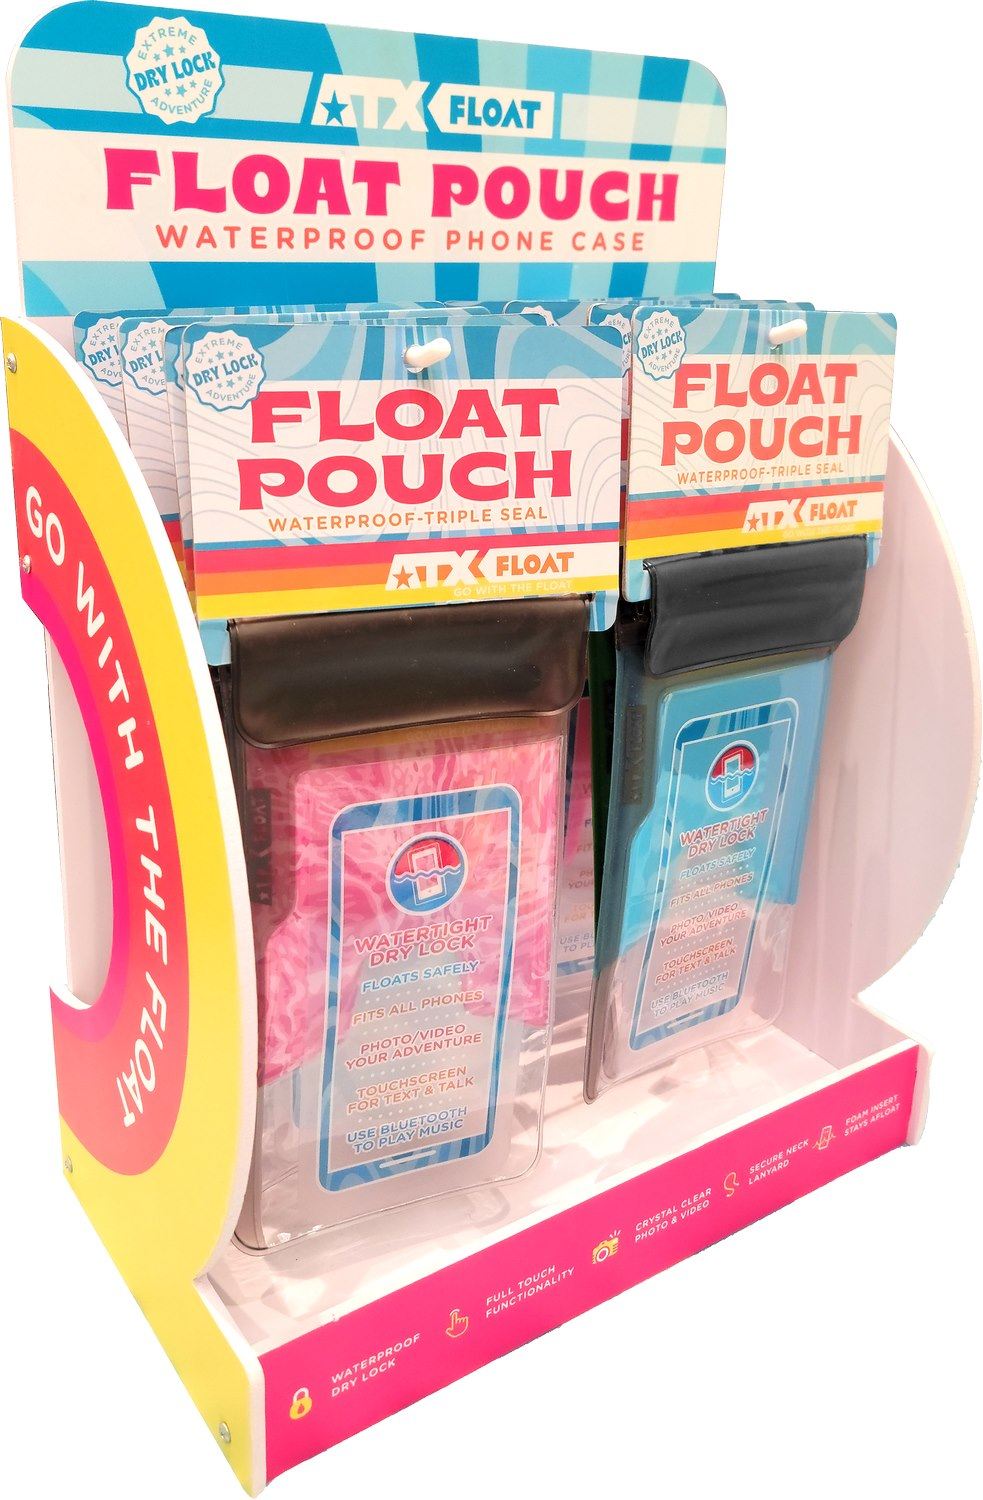 EXTREME
DRY LOCK
ADVENTURE
ATX FLOAT
FLOAT POUCH
WATERPROOF PHONE CASE
EXTREME
DRY LOCK
ADVENTURE
FLOAT
POUCH
WATERPROOF-TRIPLE SEAL
ATX FLOAT
GO WITH THE FLOAT
EXTREME
DRY LOCK
ADVENTURE
FLOAT
POUCH
WATERPROOF-TRIPLE SEAL
ATX FLOAT
GO WITH THE FLOAT
WATERTIGHT
DRY LOCK
FLOATS SAFELY
FITS ALL PHONES
PHOTO/VIDEO
YOUR ADVENTURE
TOUCHSCREEN
FOR TEXT & TALK
USE BLUETOOTH
TO PLAY MUSIC
WATERTIGHT
DRY LOCK
FLOATS SAFELY
FITS ALL PHONES
PHOTO/VIDEO
YOUR ADVENTURE
TOUCHSCREEN
FOR TEXT & TALK
USE BLUETOOTH
TO PLAY MUSIC
WATERPROOF
DRY LOCK
FULL TOUCH
FUNCTIONALITY
CRYSTAL CLEAR
PHOTO & VIDEO
SECURE NECK
LANYARD
FOAM INSERT
STAYS AFLOAT